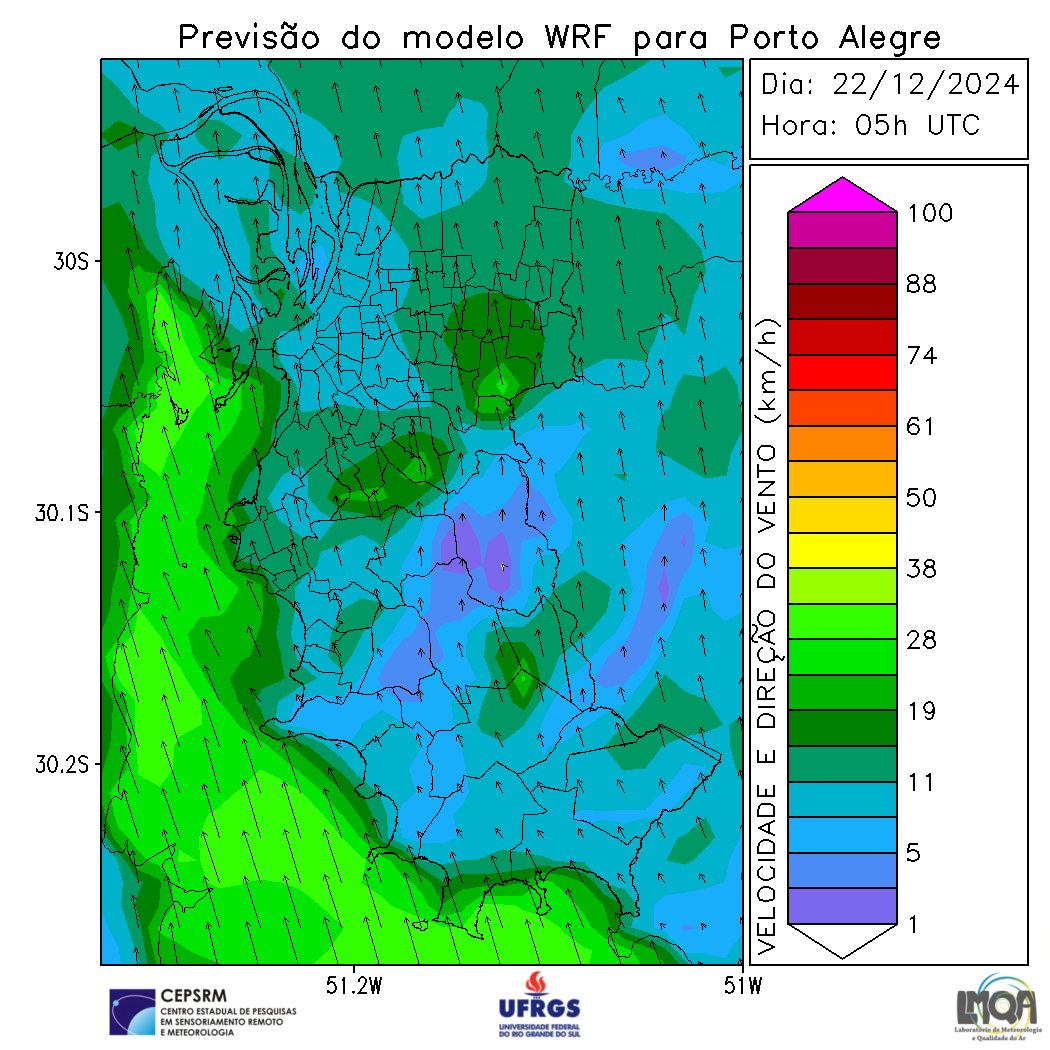 Previsão do modelo WRF para Porto Alegre
Dia: 22/12/2024
Hora: 05h UTC
30S
30.1S
30.2S
51.2W
51W
VELOCIDADE E DIREÇÃO DO VENTO (km/h)
100
88
74
61
50
38
28
19
11
5
1
CEPSRM
CENTRO ESTADUAL DE PESQUISAS
EM SENSORIAMENTO REMOTO
E METEOROLOGIA
UFRGS
UNIVERSIDADE FEDERAL
DO RIO GRANDE DO SUL
LMQA
Laboratório de Meteorologia
e Qualidade do Ar